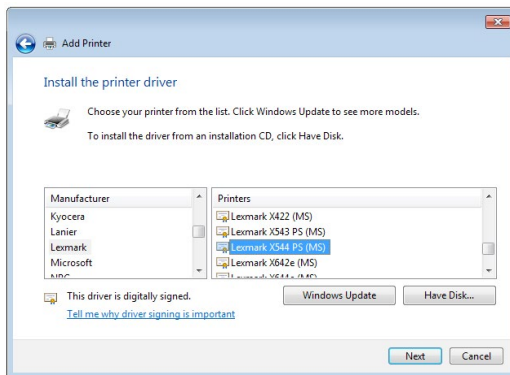 Add Printer
Install the printer driver
Choose your printer from the list. Click Windows Update to see more models.
To install the driver from an installation CD, click Have Disk.
Manufacturer
Kyocera
Lanier
Lexmark
Microsoft
Printers
Lexmark X422 (MS)
Lexmark X543 PS (MS)
Lexmark X544 PS (MS)
Lexmark X642e (MS)
This driver is digitally signed.
Tell me why driver signing is important
Windows Update
Have Disk...
Next
Cancel